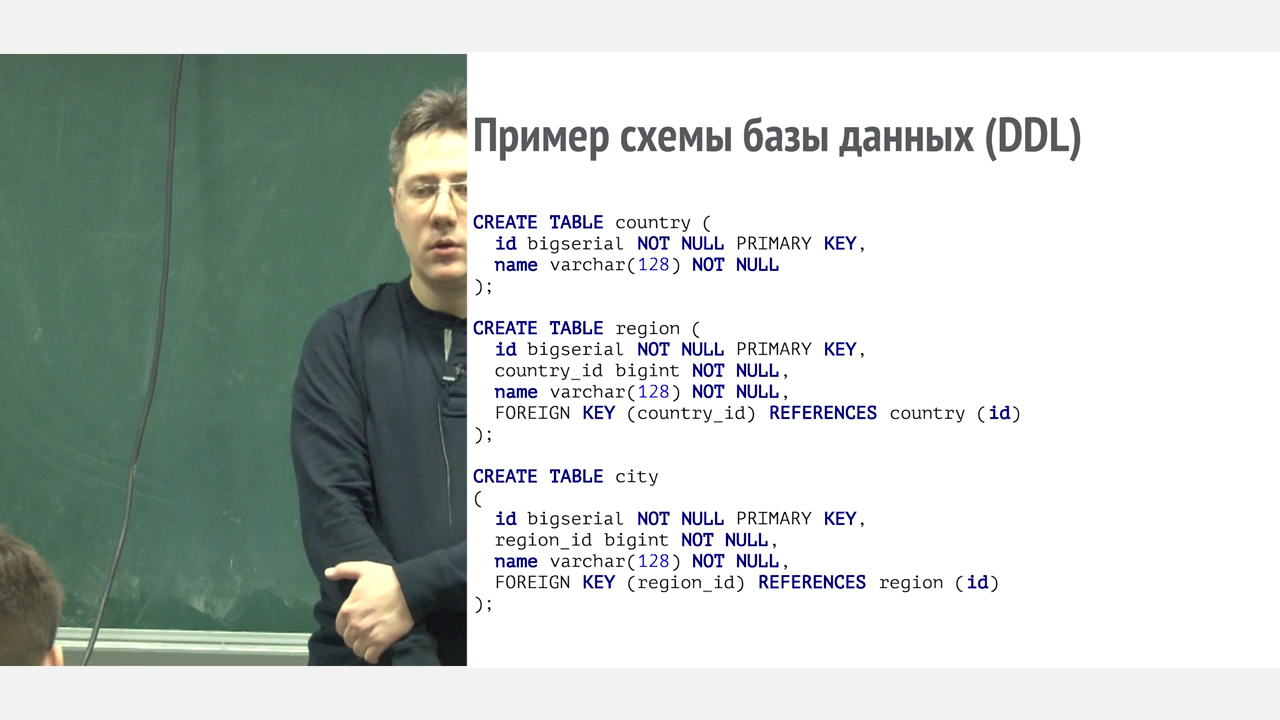 Пример схемы базы данных (DDL)
CREATE TABLE country (
  id bigserial NOT NULL PRIMARY KEY,
  name varchar(128) NOT NULL
);
CREATE TABLE region (
  id bigserial NOT NULL PRIMARY KEY,
  country_id bigint NOT NULL,
  name varchar(128) NOT NULL,
  FOREIGN KEY (country_id) REFERENCES country (id)
);
CREATE TABLE city
(
  id bigserial NOT NULL PRIMARY KEY,
  region_id bigint NOT NULL,
  name varchar(128) NOT NULL,
  FOREIGN KEY (region_id) REFERENCES region (id)
);